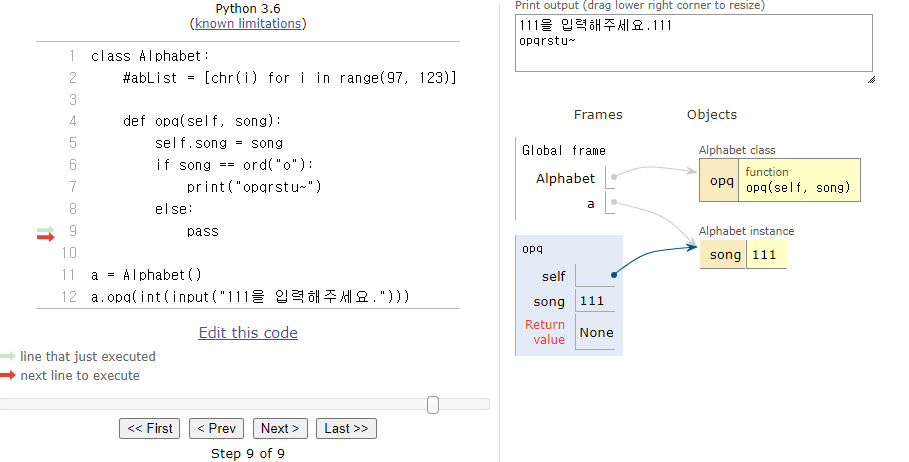 Python 3.6
(known limitations)
1 class Alphabet:
2 #abList = [chr(i) for i in range(97, 123)]
3
4 def opq(self, song):
5 self.song = song
6 if song == ord("o"):
7 print("opqrstu~")
8 else:
9 pass
10
11 a = Alphabet()
12 a.opq(int(input("111을 입력해주세요.")))
Edit this code
line that just executed
next line to execute
<< First
< Prev
Next >
Last >>
Step 9 of 9
Print output (drag lower right corner to resize)
111을 입력해주세요.111
opqrstu~
Frames
Objects
Global frame
Alphabet
a
Alphabet class
opq
function
opq(self, song)
Alphabet instance
song 111
opq
self
song 111
Return
value
None